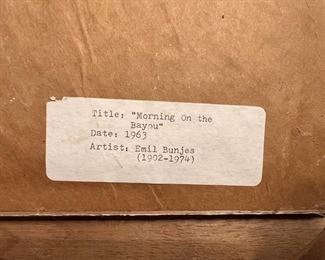 Title: "Morning On the
Bayou"
Date: 1963
Artist: Emil Bunjes
(1902-1974)